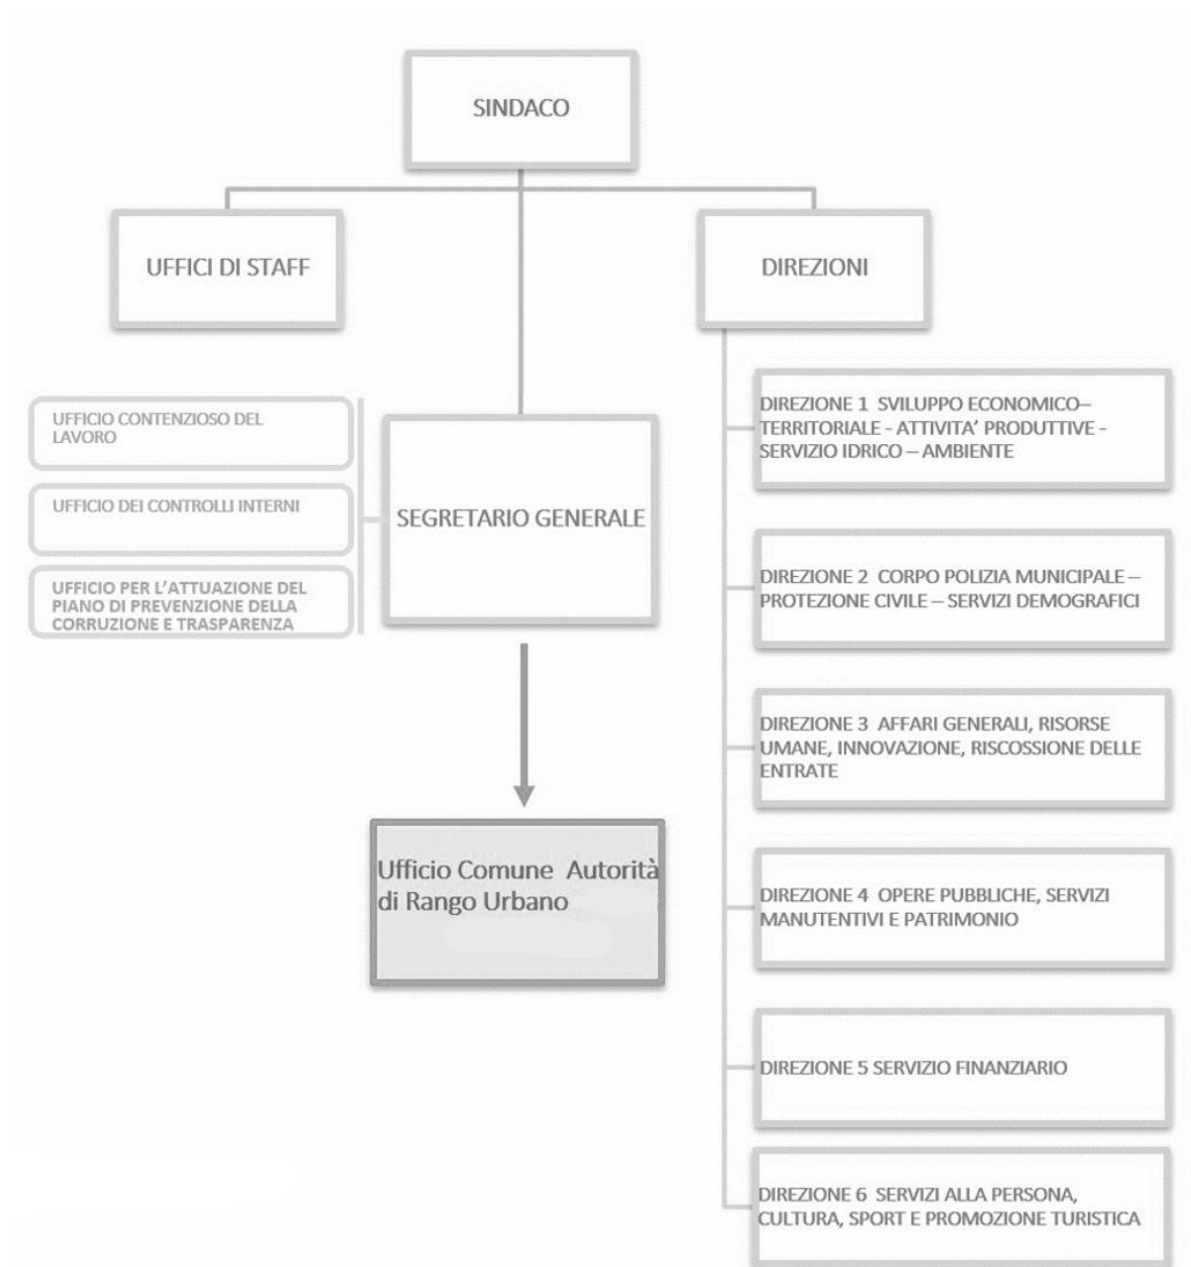 SINDACO
UFFICI DI STAFF
DIREZIONI
UFFICIO CONTENZIOSO DEL
LAVORO
UFFICIO DEI CONTROLLI INTERNI
UFFICIO PER L'ATTUAZIONE DEL
PIANO DI PREVENZIONE DELLA
CORRUZIONE E TRASPARENZA
SEGRETARIO GENERALE
Ufficio Comune Autorità
di Rango Urbano
DIREZIONE 1 SVILUPPO ECONOMICO–
TERRITORIALE - ATTIVITA' PRODUTTIVE -
SERVIZIO IDRICO – AMBIENTE
DIREZIONE 2 CORPO POLIZIA MUNICIPALE –
PROTEZIONE CIVILE – SERVIZI DEMOGRAFICI
DIREZIONE 3 AFFARI GENERALI, RISORSE
UMANE, INNOVAZIONE, RISCOSSIONE DELLE
ENTRATE
DIREZIONE 4 OPERE PUBBLICHE, SERVIZI
MANUTENTIVI E PATRIMONIO
DIREZIONE 5 SERVIZIO FINANZIARIO
DIREZIONE 6 SERVIZI ALLA PERSONA,
CULTURA, SPORT E PROMOZIONE TURISTICA